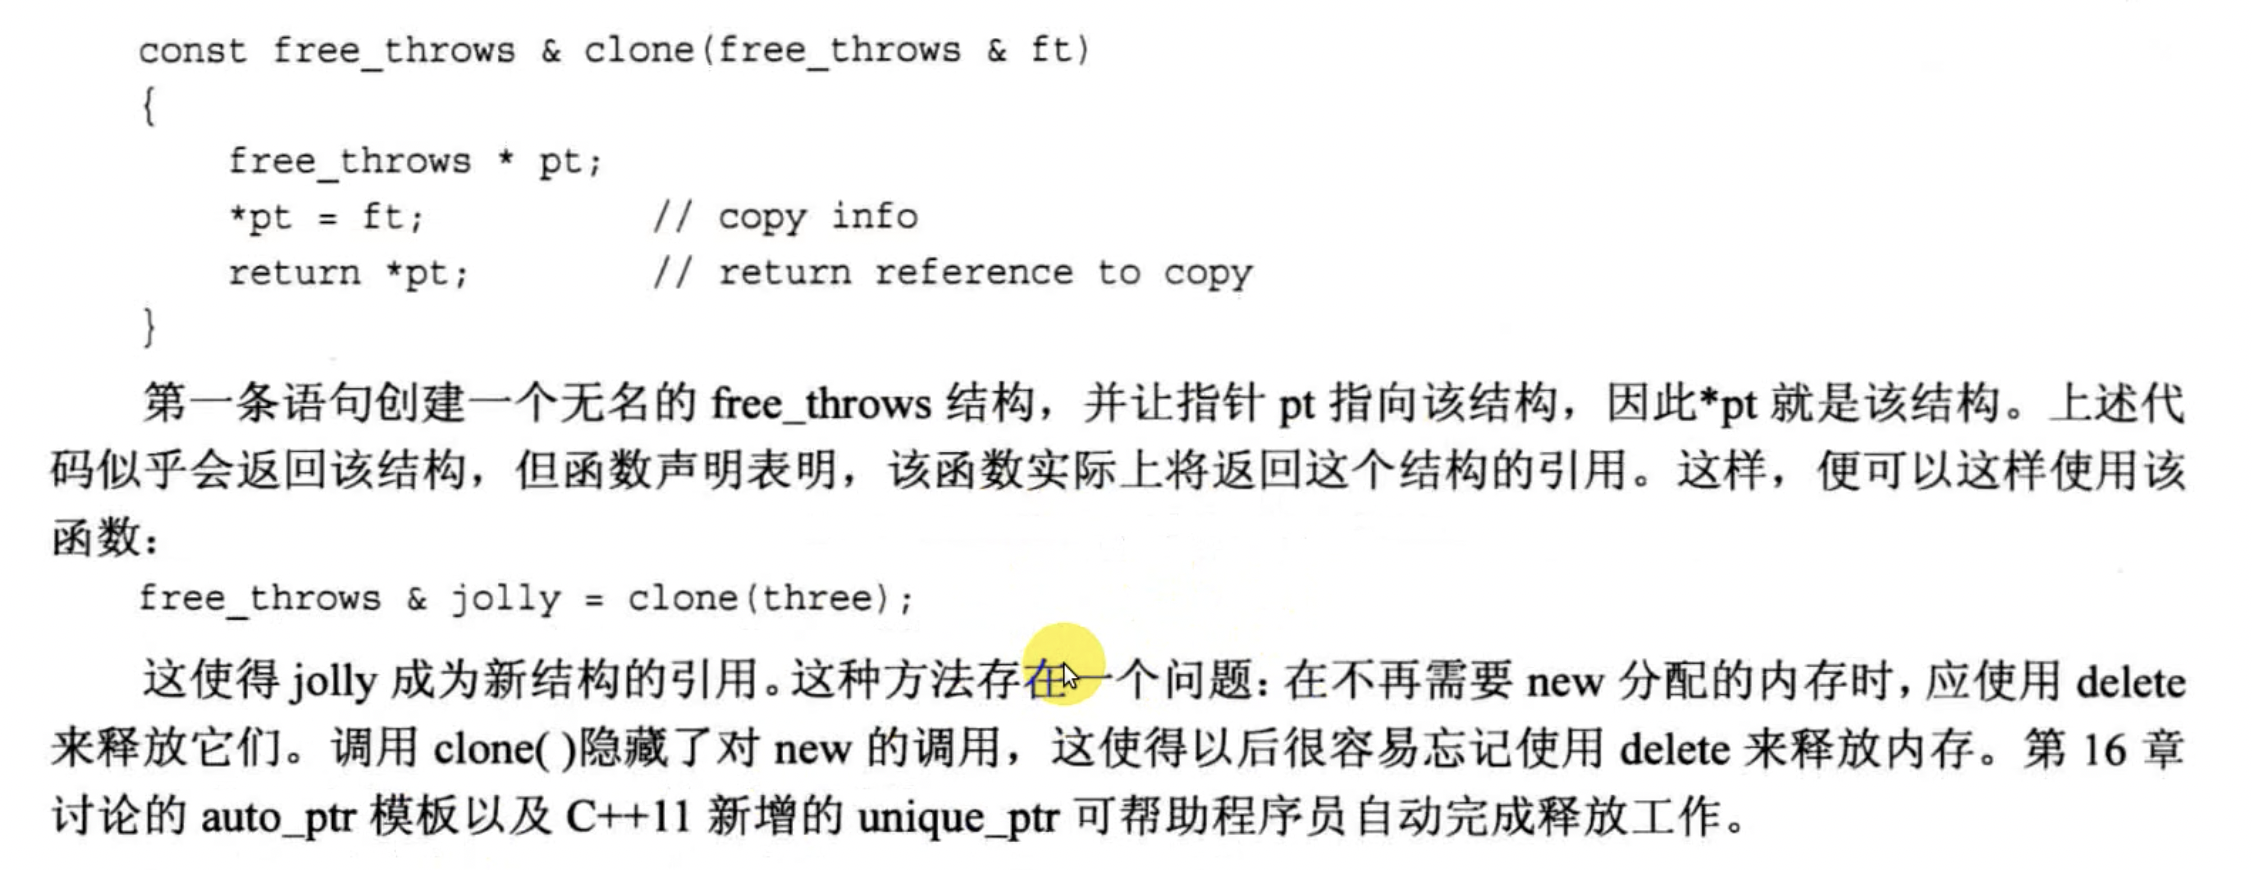 const free_throws & clone(free_throws & ft)
{
    free_throws * pt;
    *pt = ft;          // copy info
    return *pt;        // return reference to copy
}
第一条语句创建一个无名的 free_throws 结构，并让指针 pt 指向该结构，因此*pt 就是该结构。上述代
码似乎会返回该结构，但函数声明表明，该函数实际上将返回这个结构的引用。这样，便可以这样使用该
函数：
free_throws & jolly = clone(three);
这使得 jolly 成为新结构的引用。这种方法存在一个问题：在不再需要 new 分配的内存时，应使用 delete
来释放它们。调用 clone( )隐藏了对 new 的调用，这使得以后很容易忘记使用 delete 来释放内存。第 16 章
讨论的 auto_ptr 模板以及 C++11 新增的 unique_ptr 可帮助程序员自动完成释放工作。